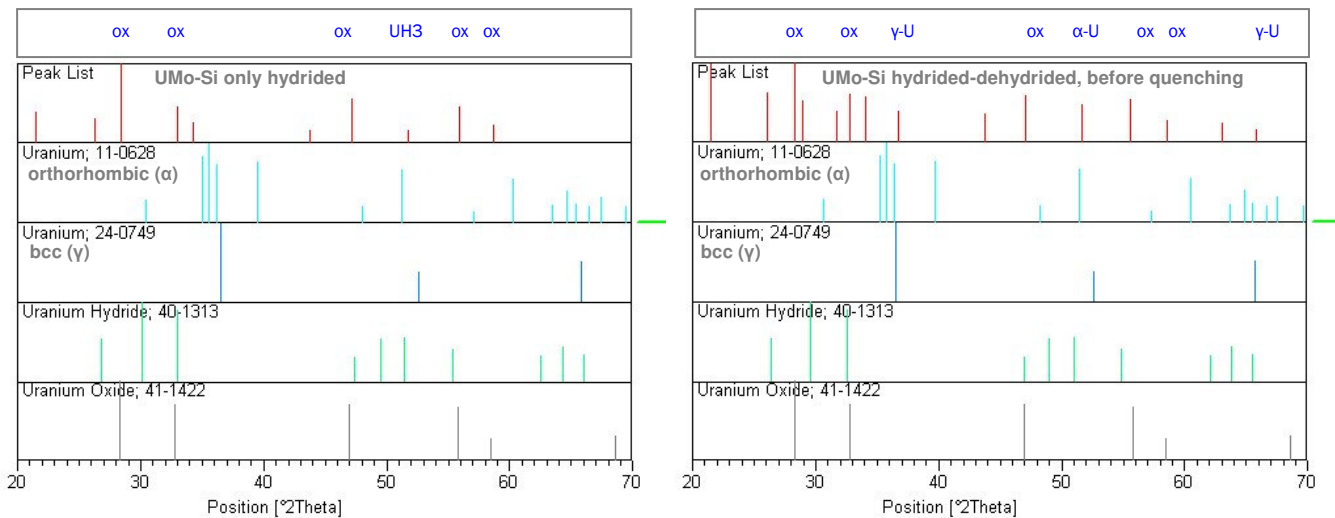 ox ox ox UH3 ox ox
Peak List
UMo-Si only hydrided
Uranium; 11-0628
orthorhombic (α)
Uranium; 24-0749
bcc (γ)
Uranium Hydride; 40-1313
Uranium Oxide; 41-1422
20 30 40 50 60 70
Position [°2Theta]
ox ox γ-U ox α-U ox ox γ-U
Peak List
UMo-Si hydrided-dehydrided, before quenching
Uranium; 11-0628
orthorhombic (α)
Uranium; 24-0749
bcc (γ)
Uranium Hydride; 40-1313
Uranium Oxide; 41-1422
20 30 40 50 60 70
Position [°2Theta]